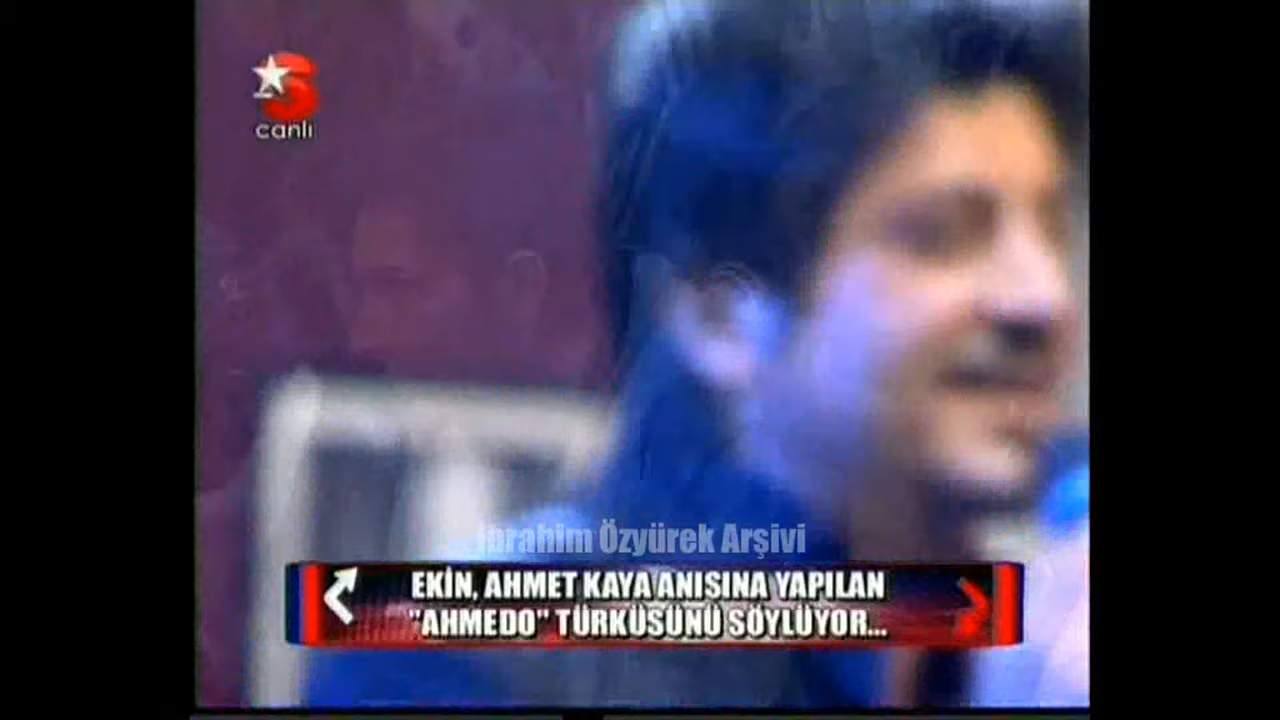 S
canlı
İbrahim Özyürek Arşivi
EKİN, AHMET KAYA ANISINA YAPILAN
"AHMEDO" TÜRKÜSÜNÜ SÖYLÜYOR...